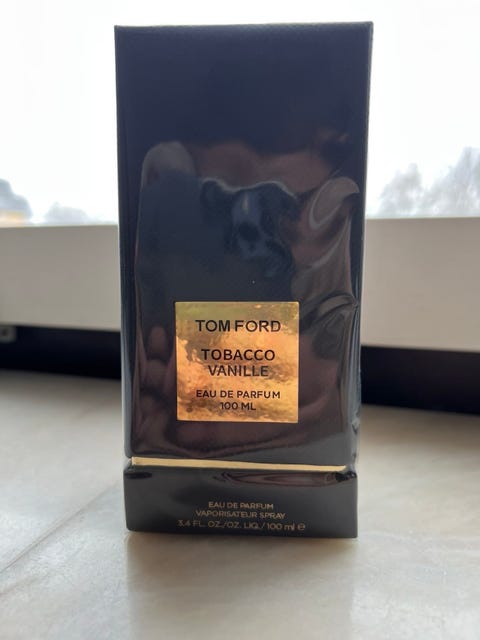 TOM FORD
TOBACCO
VANILLE
EAU DE PARFUM
100 ML
EAU DE PARFUM
VAPORISATEUR SPRAY
3.4 FL. OZ./OZ. LIQ./100 ml ℮